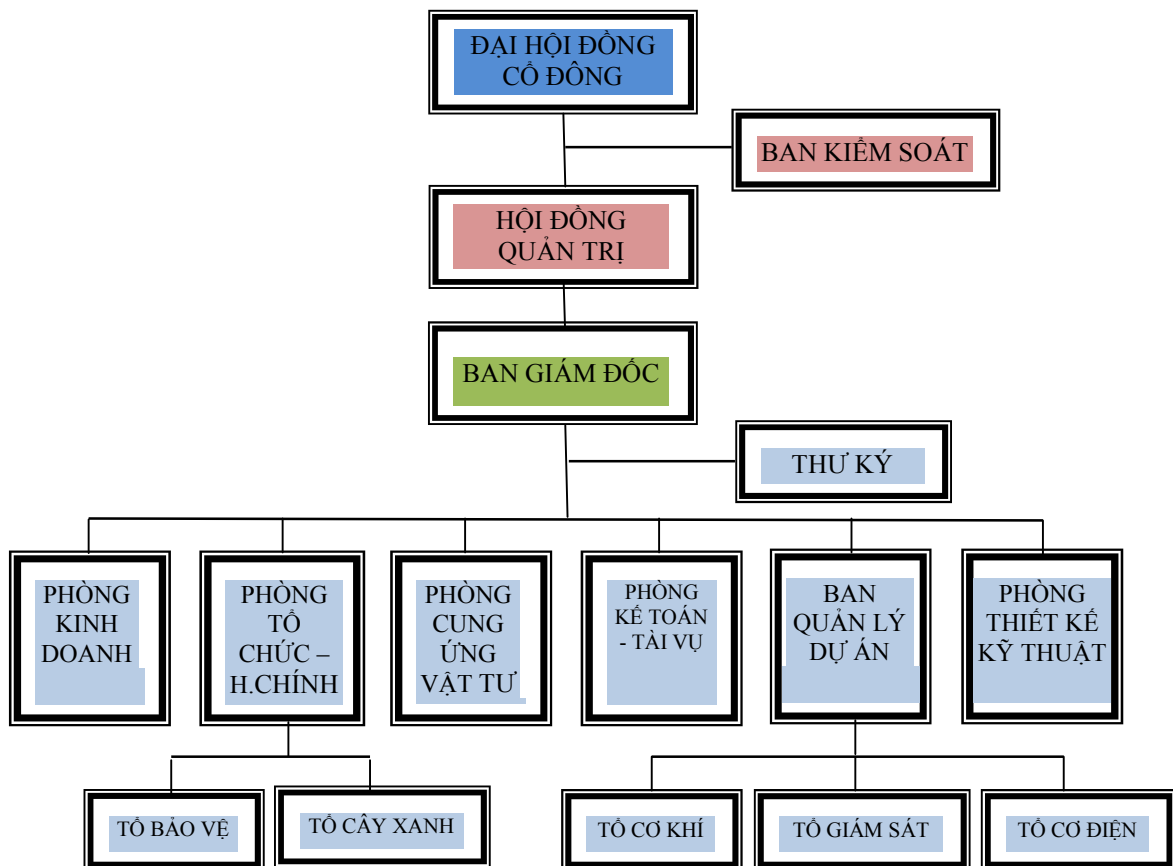 ĐẠI HỘI ĐỒNG
CỔ ĐÔNG
BAN KIỂM SOÁT
HỘI ĐỒNG
QUẢN TRỊ
BAN GIÁM ĐỐC
THƯ KÝ
PHÒNG
KINH
DOANH
PHÒNG
TỔ
CHỨC –
H.CHÍNH
PHÒNG
CUNG
ỨNG
VẬT TƯ
PHÒNG
KẾ TOÁN
- TÀI VỤ
BAN
QUẢN LÝ
DỰ ÁN
PHÒNG
THIẾT KẾ
KỸ THUẬT
TỔ BẢO VỆ
TỔ CÂY XANH
TỔ CƠ KHÍ
TỔ GIÁM SÁT
TỔ CƠ ĐIỆN